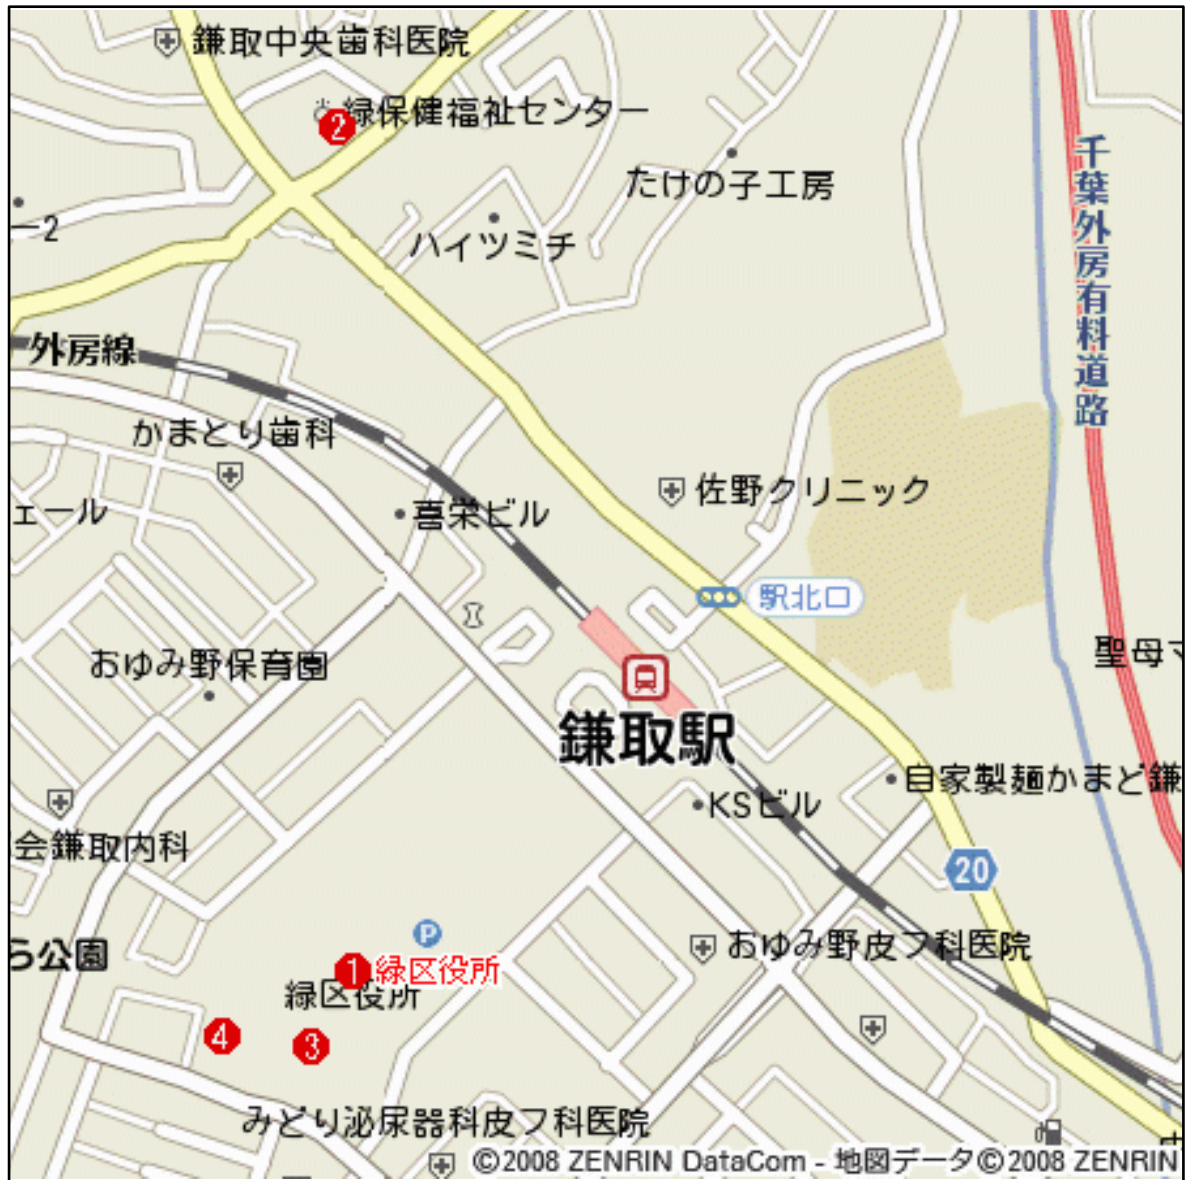 鎌取中央歯科医院
緑保健福祉センター
2
千葉外房有料道路
たけの子工房
ー2
ハイツミチ
外房線
かまとり歯科
佐野クリニック
ェール
喜栄ビル
駅北口
おゆみ野保育園
聖母マ
鎌取駅
自家製麺かまど鎌
KSビル
会鎌取内科
20
P
おゆみ野皮フ科医院
ら公園
1
緑区役所
緑区役所
4
3
みどり泌尿器科皮フ科医院
©2008 ZENRIN DataCom - 地図データ©2008 ZENRIN